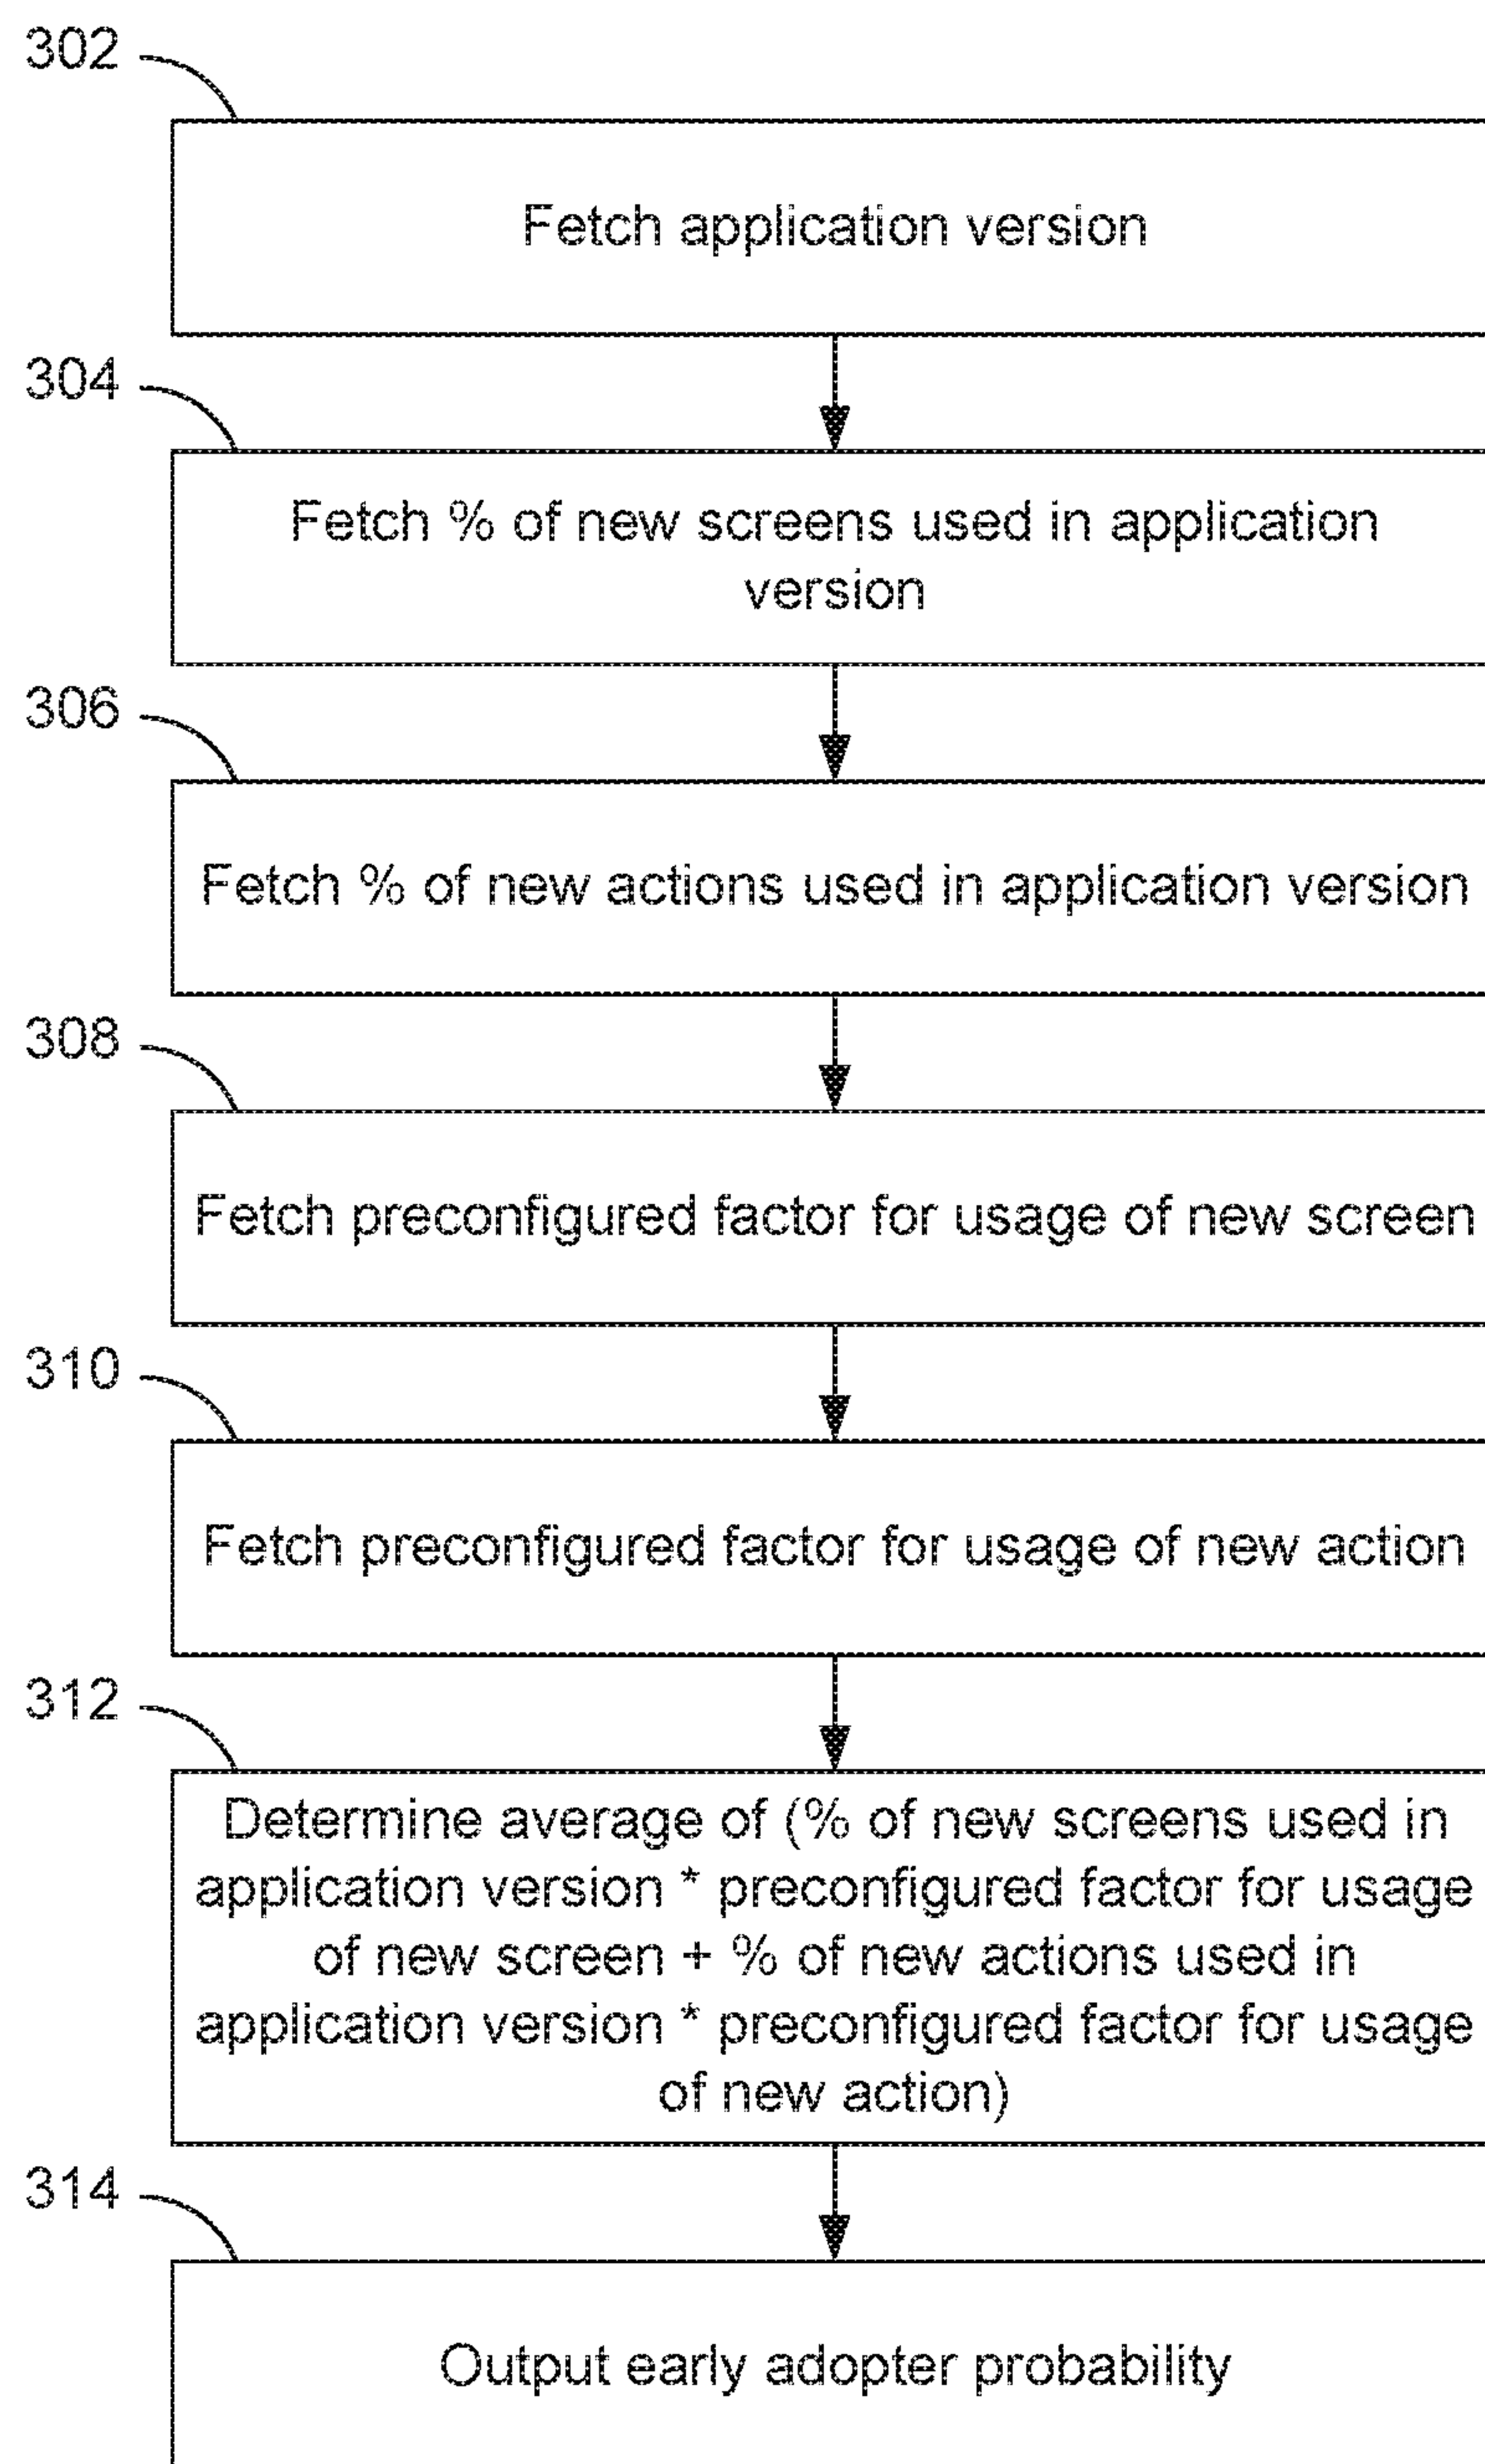 302
Fetch application version
304
Fetch % of new screens used in application
version
306
Fetch % of new actions used in application version
308
Fetch preconfigured factor for usage of new screen
310
Fetch preconfigured factor for usage of new action
312
Determine average of (% of new screens used in
application version * preconfigured factor for usage
of new screen + % of new actions used in
application version * preconfigured factor for usage
of new action)
314
Output early adopter probability